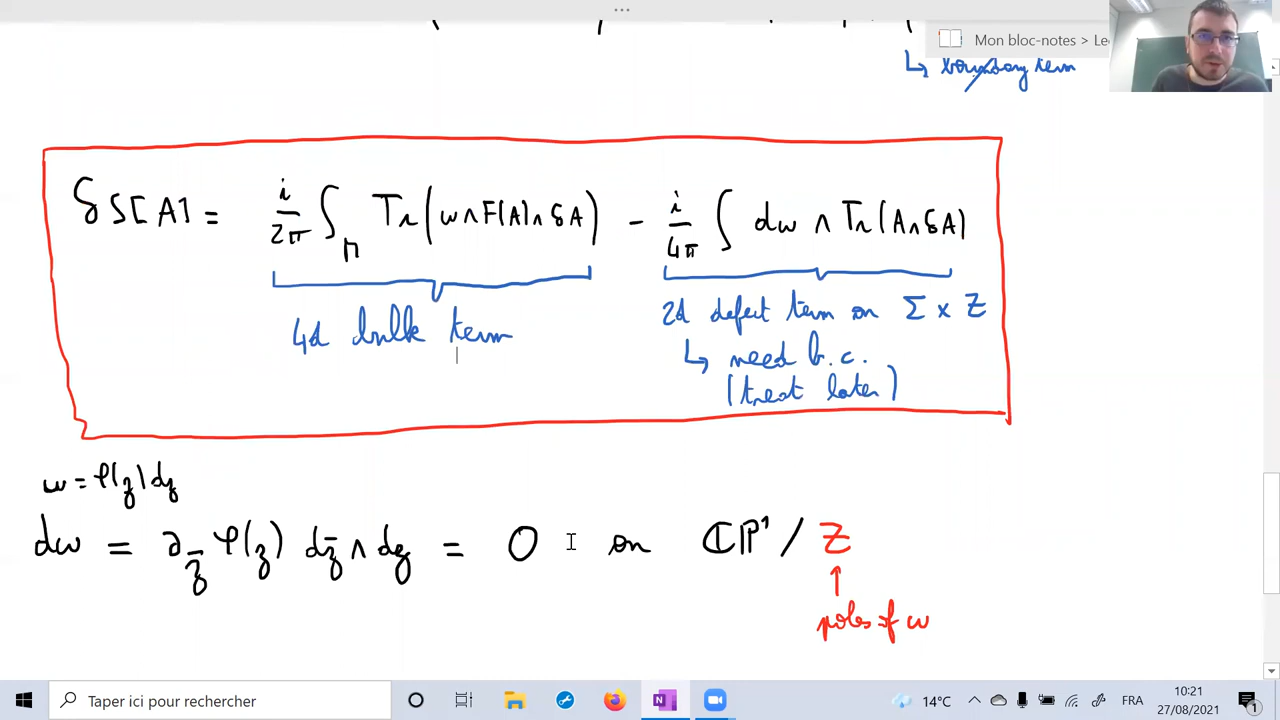 Mon bloc-notes > Le
↳ boundary term
δS[A] = i/2π ∫_M Tr(ω∧F(A)∧δA) − i/4π ∫ dω ∧ Tr(A∧δA)
4d bulk term
2d defect term on Σ × Z
↳ need b.c.
(treat later)
ω = φ(z)dz
dω = ∂_z̄ φ(z) dz̄ ∧ dz = 0 on ℂℙ¹ / Z
↑
poles of ω
Taper ici pour rechercher
14°C
FRA
10:21
27/08/2021
1